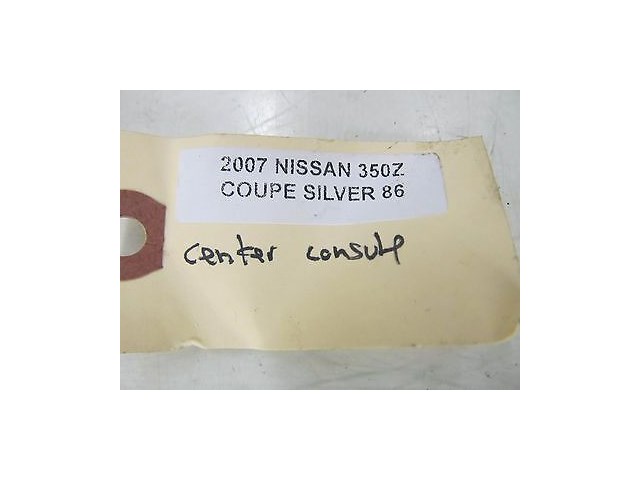 2007 NISSAN 350Z
COUPE SILVER 86
center consule